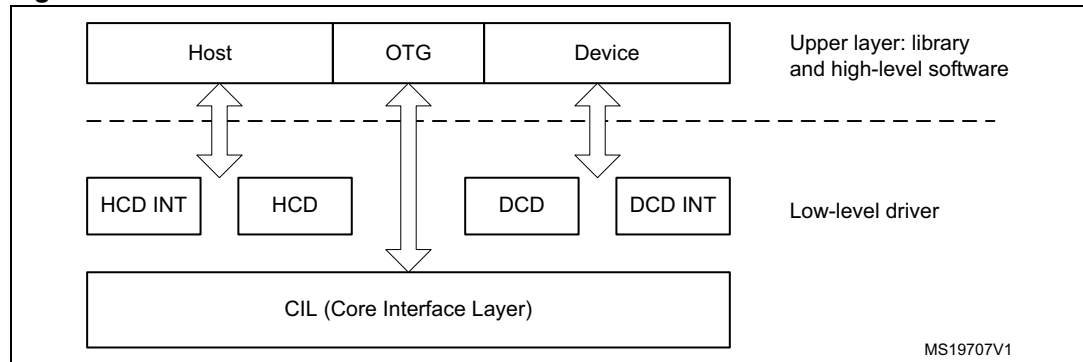 Host OTG Device
Upper layer: library
and high-level software
HCD INT HCD DCD DCD INT
Low-level driver
CIL (Core Interface Layer)
MS19707V1